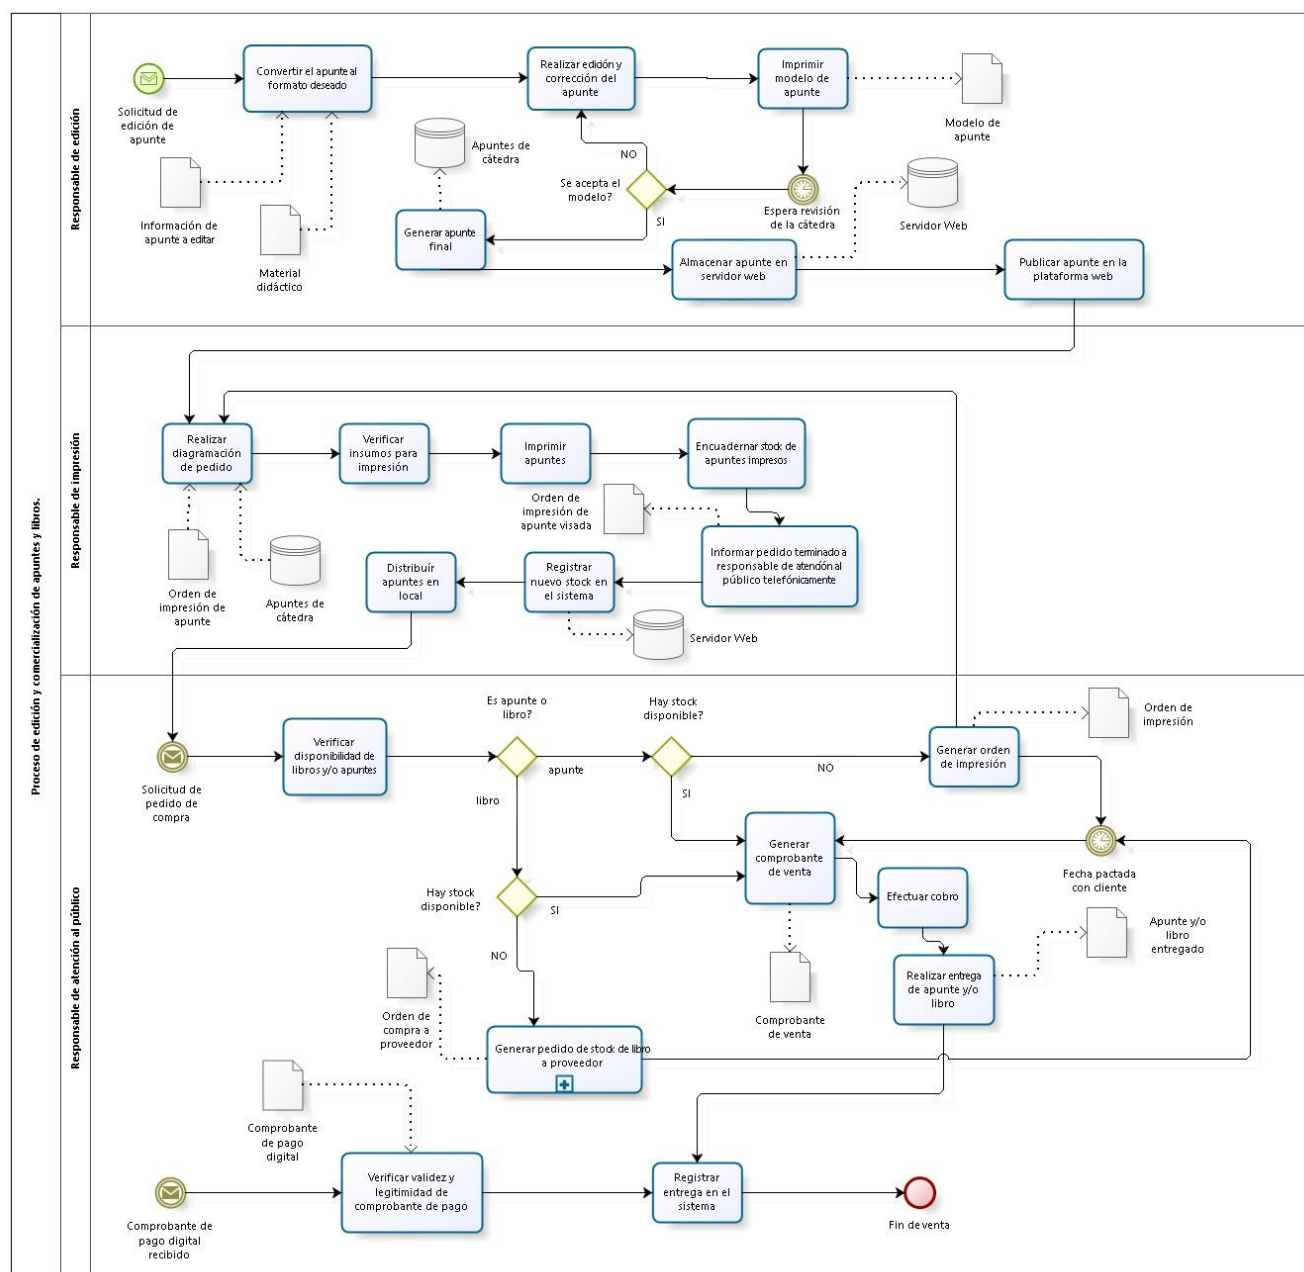 Proceso de edición y comercialización de apuntes y libros.
Responsable de edición
Solicitud de
edición de
apunte
Convertir el apunte al
formato deseado
Información de
apunte a editar
Material
didáctico
Realizar edición y
corrección del
apunte
Imprimir
modelo de
apunte
Modelo de
apunte
Apuntes de
cátedra
NO
Se acepta el
modelo?
SI
Espera revisión
de la cátedra
Servidor Web
Generar apunte
final
Almacenar apunte en
servidor web
Publicar apunte en la
plataforma web
Responsable de impresión
Realizar
diagramación
de pedido
Verificar
insumos para
impresión
Imprimir
apuntes
Encuadernar stock de
apuntes impresos
Orden de
impresión de
apunte visada
Informar pedido terminado a
responsable de atención al
público telefónicamente
Registrar
nuevo stock en
el sistema
Distribuír
apuntes en
local
Orden de
impresión de
apunte
Apuntes de
cátedra
Servidor Web
Responsable de atención al público
Solicitud de
pedido de
compra
Verificar
disponibilidad de
libros y/o apuntes
Es apunte o
libro?
apunte
libro
Hay stock
disponible?
NO
SI
Generar orden
de impresión
Orden de
impresión
Generar
comprobante
de venta
Fecha pactada
con cliente
Hay stock
disponible?
SI
NO
Efectuar cobro
Apunte y/o
libro
entregado
Realizar entrega
de apunte y/o
libro
Comprobante
de venta
Orden de
compra a
proveedor
Generar pedido de stock de libro
a proveedor
Comprobante
de pago
digital
Comprobante de
pago digital
recibido
Verificar validez y
legitimidad de
comprobante de pago
Registrar
entrega en el
sistema
Fin de venta